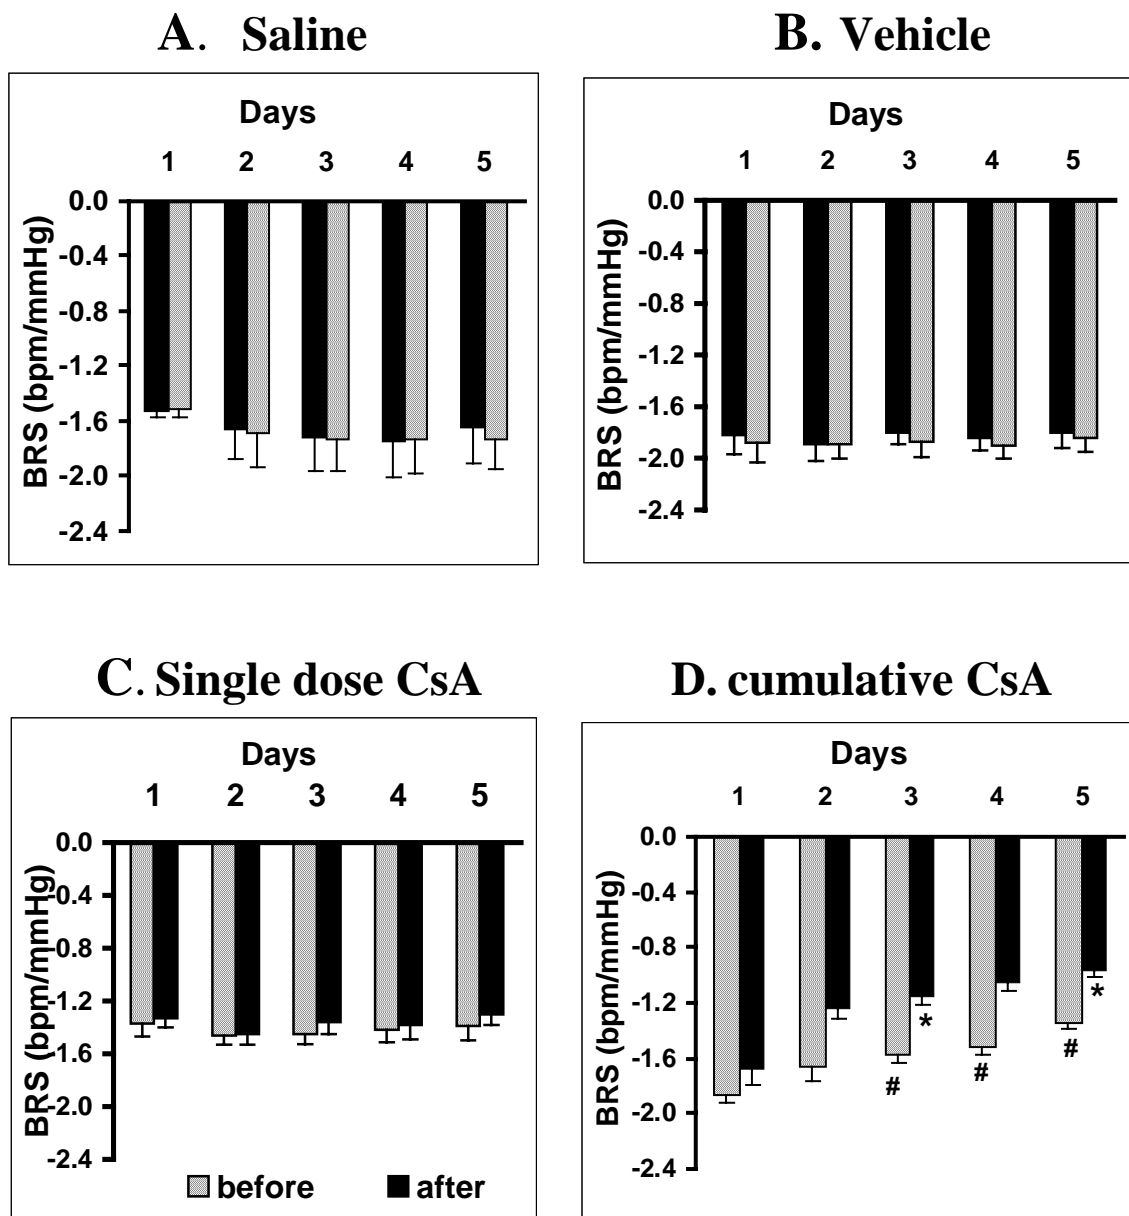 A. Saline
Days
1 2 3 4 5
0.0
-0.4
-0.8
-1.2
-1.6
-2.0
-2.4
BRS (bpm/mmHg)
B. Vehicle
Days
1 2 3 4 5
0.0
-0.4
-0.8
-1.2
-1.6
-2.0
-2.4
BRS (bpm/mmHg)
C. Single dose CsA
Days
1 2 3 4 5
0.0
-0.4
-0.8
-1.2
-1.6
-2.0
-2.4
BRS (bpm/mmHg)
before after
D. cumulative CsA
Days
1 2 3 4 5
0.0
-0.4
-0.8
-1.2
-1.6
-2.0
-2.4
BRS (bpm/mmHg)
# * # # *